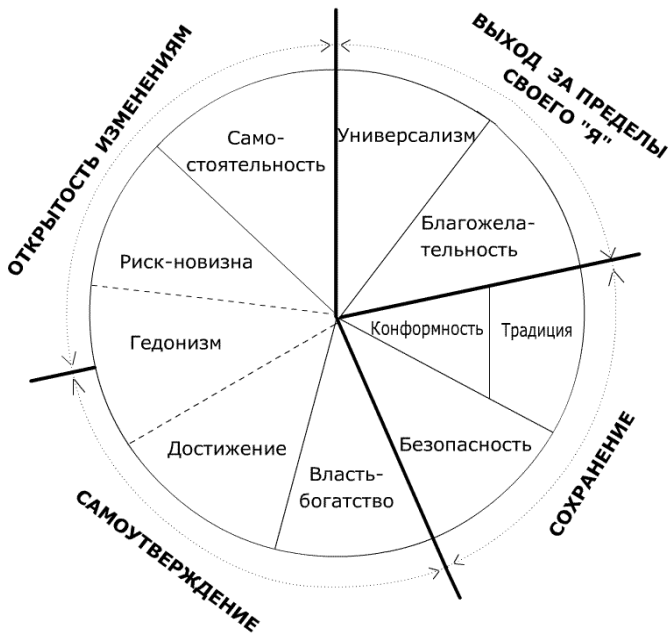 ОТКРЫТОСТЬ ИЗМЕНЕНИЯМ
ВЫХОД ЗА ПРЕДЕЛЫ
СВОЕГО "Я"
Само-
стоятельность
Универсализм
Благожела-
тельность
Риск-новизна
Гедонизм
Конформность
Традиция
Достижение
Безопасность
Власть-
богатство
САМОУТВЕРЖДЕНИЕ
СОХРАНЕНИЕ